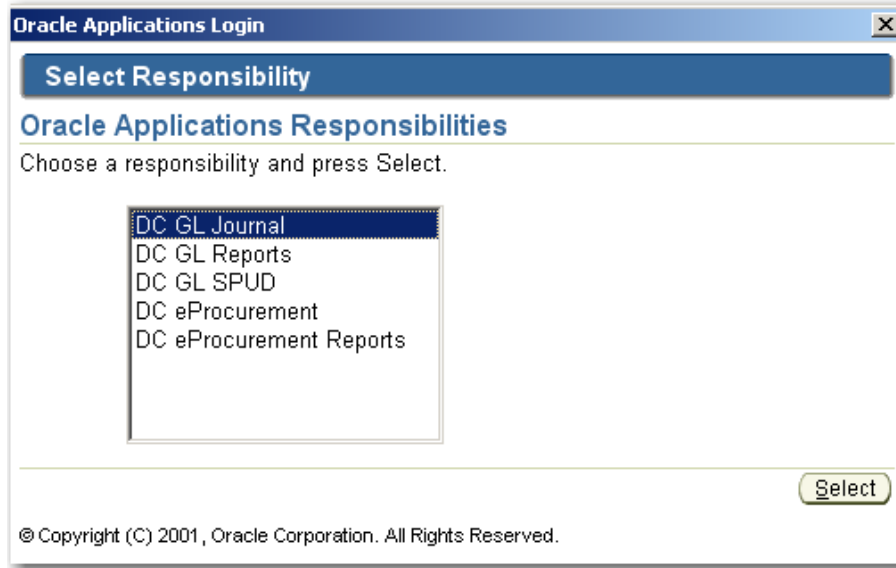 Oracle Applications Login
Select Responsibility
Oracle Applications Responsibilities
Choose a responsibility and press Select.
DC GL Journal
DC GL Reports
DC GL SPUD
DC eProcurement
DC eProcurement Reports
Select
© Copyright (C) 2001, Oracle Corporation. All Rights Reserved.